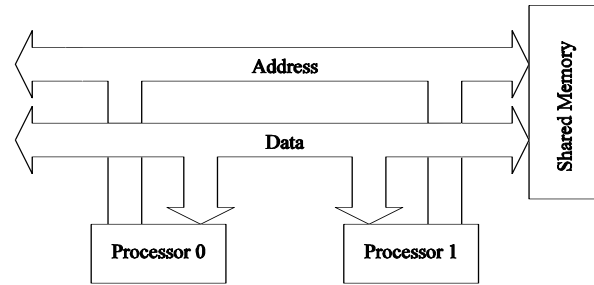 Address
Data
Shared Memory
Processor 0
Processor 1